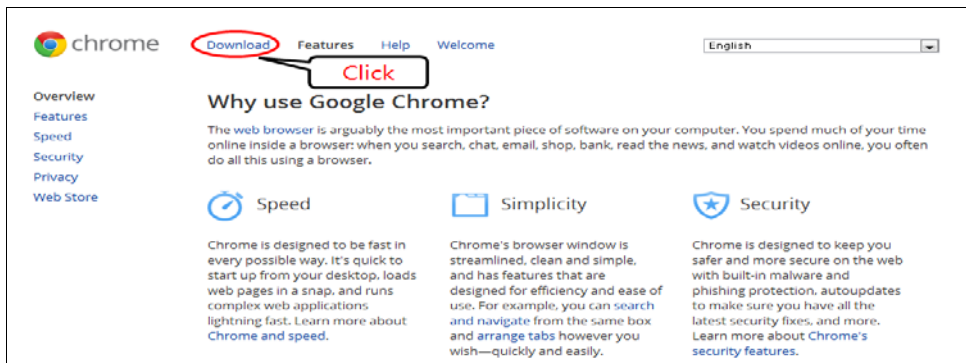 chrome
Download Features Help Welcome
English
Click
Overview
Features
Speed
Security
Privacy
Web Store
Why use Google Chrome?
The web browser is arguably the most important piece of software on your computer. You spend much of your time
online inside a browser: when you search, chat, email, shop, bank, read the news, and watch videos online, you often
do all this using a browser.
Speed
Chrome is designed to be fast in
every possible way. It's quick to
start up from your desktop, loads
web pages in a snap, and runs
complex web applications
lightning fast. Learn more about
Chrome and speed.
Simplicity
Chrome's browser window is
streamlined, clean and simple,
and has features that are
designed for efficiency and ease of
use. For example, you can search
and navigate from the same box
and arrange tabs however you
wish—quickly and easily.
Security
Chrome is designed to keep you
safer and more secure on the web
with built-in malware and
phishing protection, autoupdates
to make sure you have all the
latest security fixes, and more.
Learn more about Chrome's
security features.